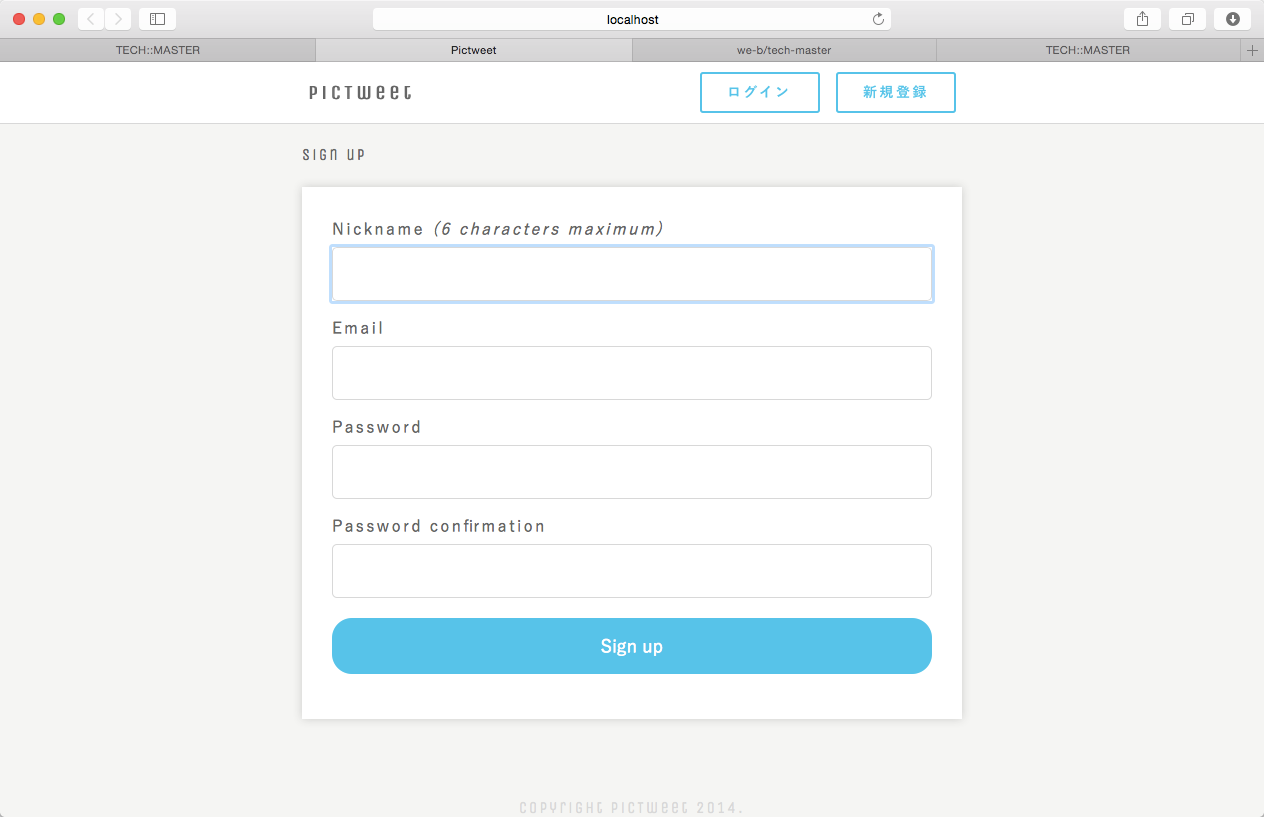 localhost
TECH::MASTER
Pictweet
we-b/tech-master
TECH::MASTER
PICTweet
ログイン
新規登録
SIGN UP
Nickname (6 characters maximum)
Email
Password
Password confirmation
Sign up
Copyright PicTweet 2014.